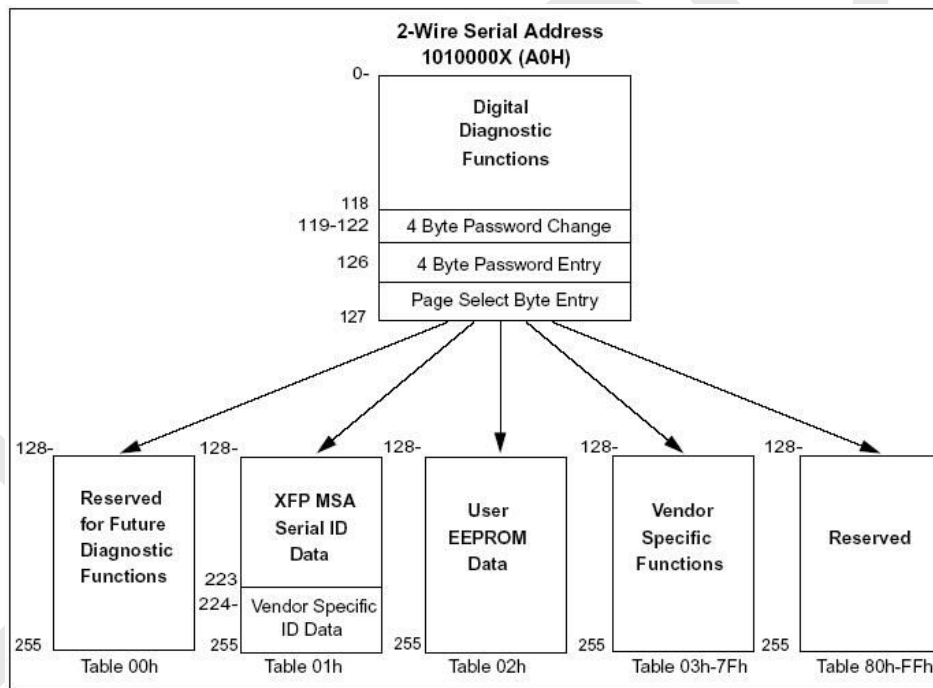 2-Wire Serial Address
1010000X (A0H)
0-
Digital
Diagnostic
Functions
118
119-122
4 Byte Password Change
126
4 Byte Password Entry
Page Select Byte Entry
127
128-
Reserved
for Future
Diagnostic
Functions
255
Table 00h
128-
XFP MSA
Serial ID
Data
223
224-
Vendor Specific
ID Data
255
Table 01h
128-
User
EEPROM
Data
255
Table 02h
128-
Vendor
Specific
Functions
255
Table 03h-7Fh
128-
Reserved
255
Table 80h-FFh